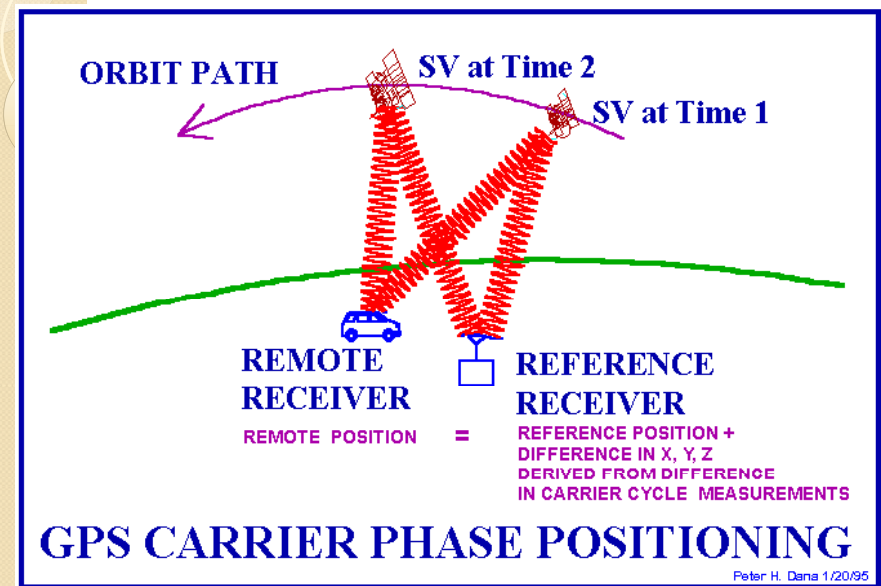 ORBIT PATH
SV at Time 2
SV at Time 1
REMOTE
RECEIVER
REFERENCE
RECEIVER
REMOTE POSITION =
REFERENCE POSITION +
DIFFERENCE IN X, Y, Z
DERIVED FROM DIFFERENCE
IN CARRIER CYCLE MEASUREMENTS
GPS CARRIER PHASE POSITIONING
Peter H. Dana 1/20/95